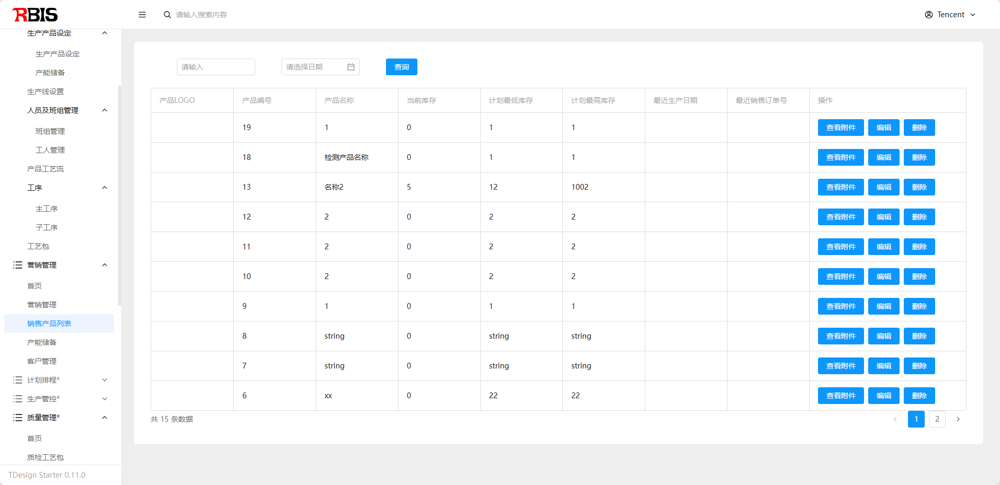 RBIS
请输入搜索内容
Tencent
生产产品设定
生产产品设定
产能储备
生产线设置
人员及班组管理
班组管理
工人管理
产品工艺流
工序
主工序
子工序
工艺包
营销管理
首页
营销管理
销售产品列表
产能储备
客户管理
计划排程*
生产管控*
质量管理*
首页
质检工艺包
TDesign Starter 0.11.0
请输入 请选择日期 查询
产品LOGO 产品编号 产品名称 当前库存 计划最低库存 计划最高库存 最近生产日期 最近销售订单号 操作
19 1 0 1 1 查看附件 编辑 删除
18 检测产品名称 0 1 1 查看附件 编辑 删除
13 名称2 5 12 1002 查看附件 编辑 删除
12 2 0 2 2 查看附件 编辑 删除
11 2 0 2 2 查看附件 编辑 删除
10 2 0 2 2 查看附件 编辑 删除
9 1 0 1 1 查看附件 编辑 删除
8 string 0 string string 查看附件 编辑 删除
7 string 0 string string 查看附件 编辑 删除
6 xx 0 22 22 查看附件 编辑 删除
共 15 条数据 1 2